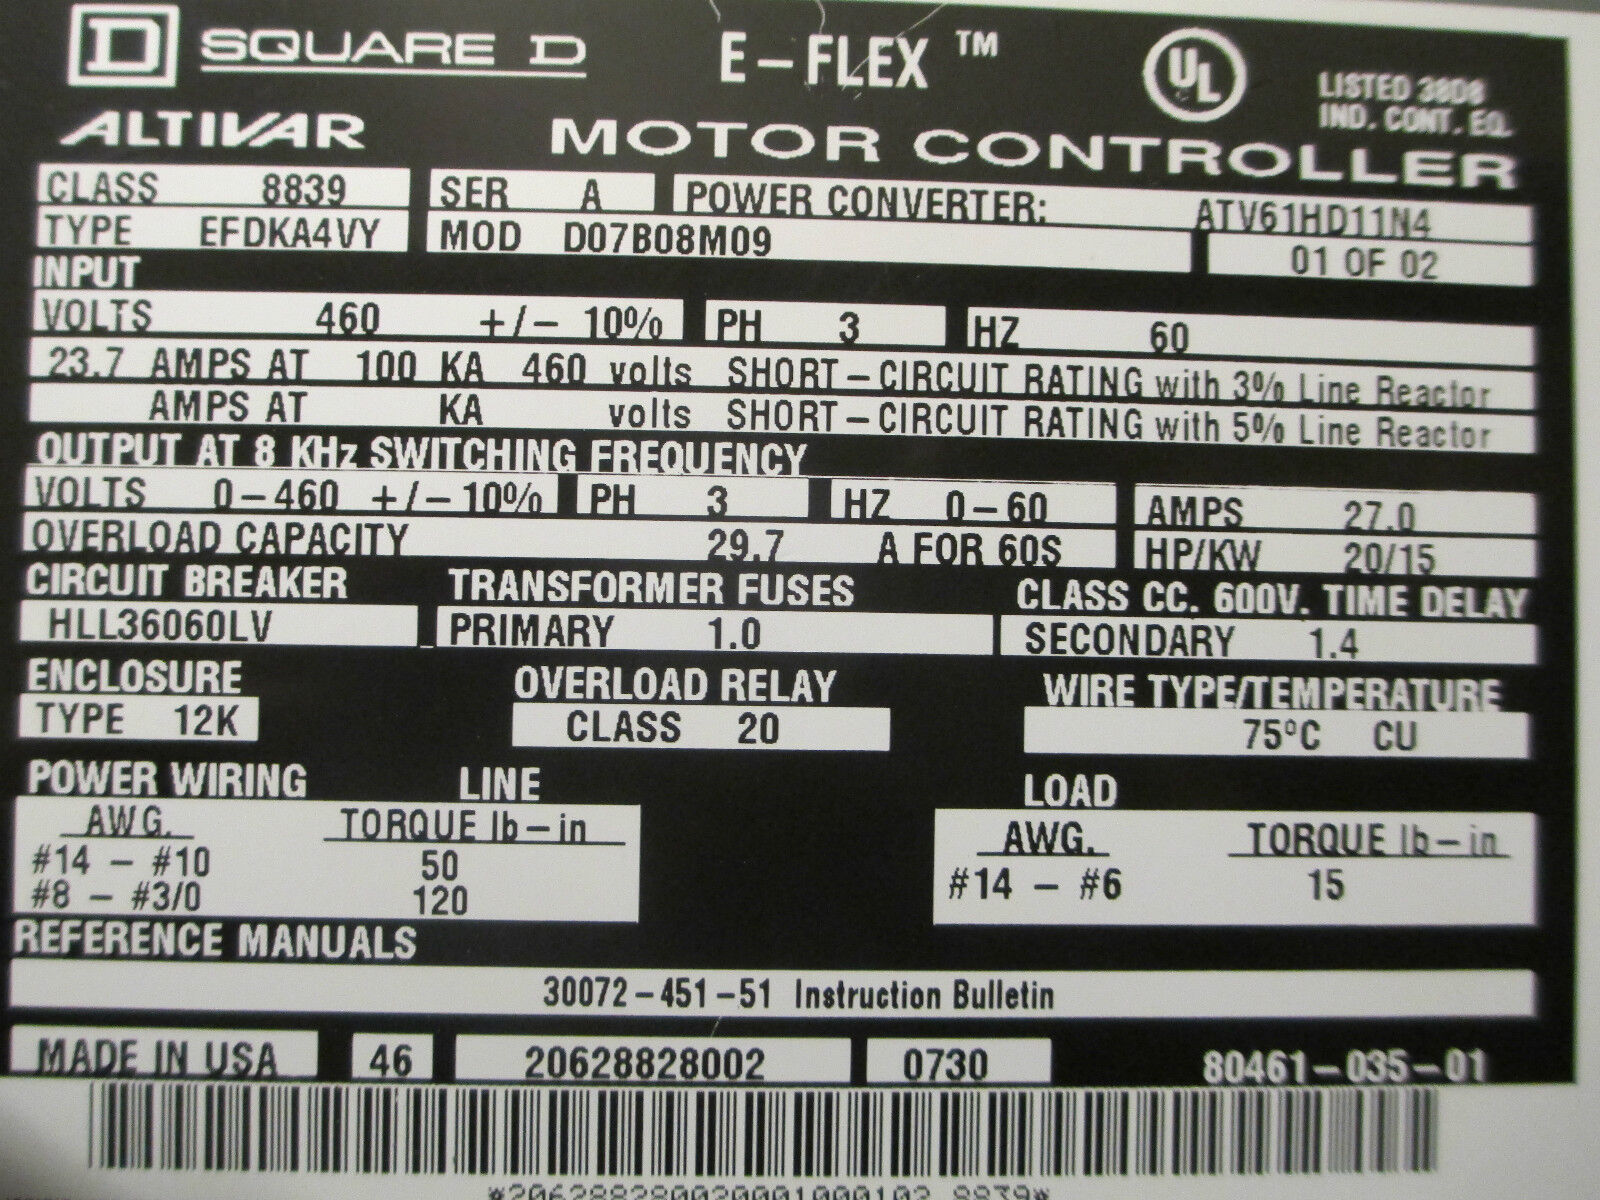 D SQUARE D E-FLEX™ UL LISTED 38D8
IND. CONT. EQ.
ALTIVAR MOTOR CONTROLLER
CLASS 8839 SER A POWER CONVERTER: ATV61HD11N4
TYPE EFDKA4VY MOD D07B08M09 01 OF 02
INPUT
VOLTS 460 +/- 10% PH 3 HZ 60
23.7 AMPS AT 100 KA 460 volts SHORT-CIRCUIT RATING with 3% Line Reactor
AMPS AT KA volts SHORT-CIRCUIT RATING with 5% Line Reactor
OUTPUT AT 8 KHz SWITCHING FREQUENCY
VOLTS 0-460 +/-10% PH 3 HZ 0-60 AMPS 27.0
OVERLOAD CAPACITY 29.7 A FOR 60S HP/KW 20/15
CIRCUIT BREAKER TRANSFORMER FUSES CLASS CC. 600V. TIME DELAY
HLL36060LV PRIMARY 1.0 SECONDARY 1.4
ENCLOSURE OVERLOAD RELAY WIRE TYPE/TEMPERATURE
TYPE 12K CLASS 20 75°C CU
POWER WIRING LINE LOAD
AWG. TORQUE lb-in AWG. TORQUE lb-in
#14 - #10 50 #14 - #6 15
#8 - #3/0 120
REFERENCE MANUALS
30072-451-51 Instruction Bulletin
MADE IN USA 46 20628828002 0730 80461-035-01
*2062882800200001000102 8839*